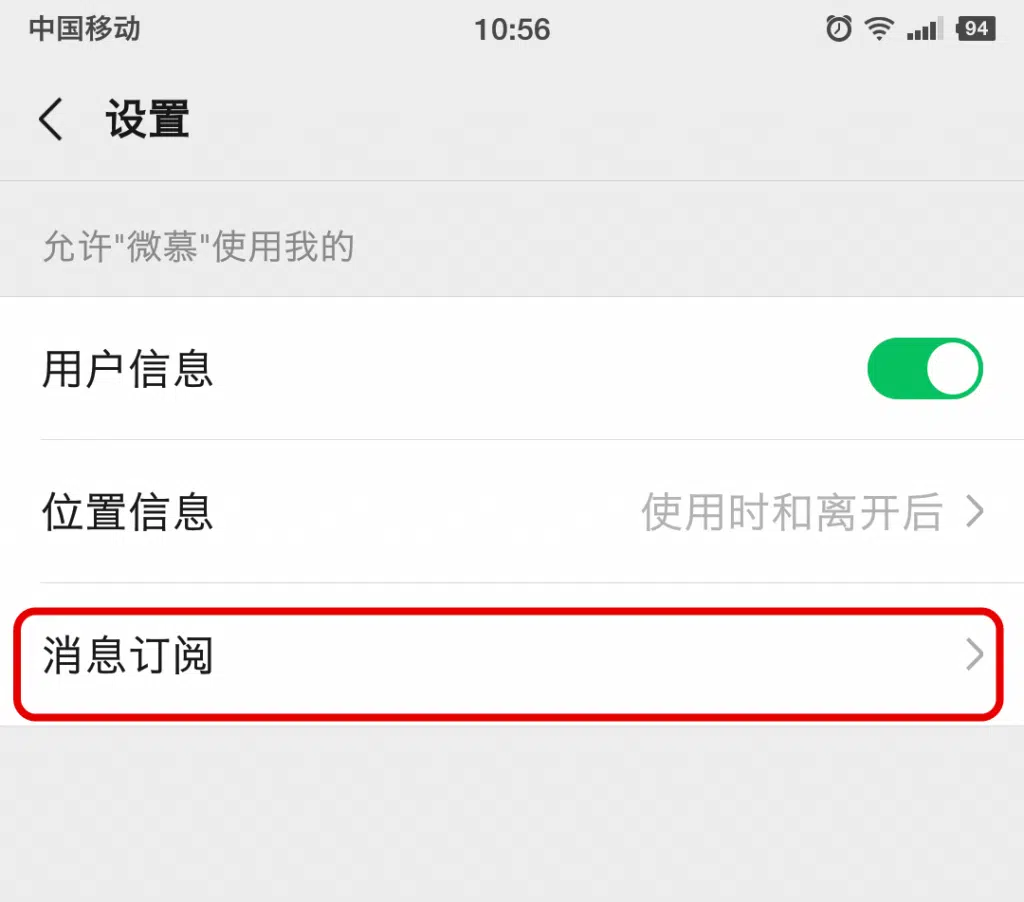 中国移动 10:56 94
设置
允许"微慕"使用我的
用户信息
位置信息 使用时和离开后
消息订阅